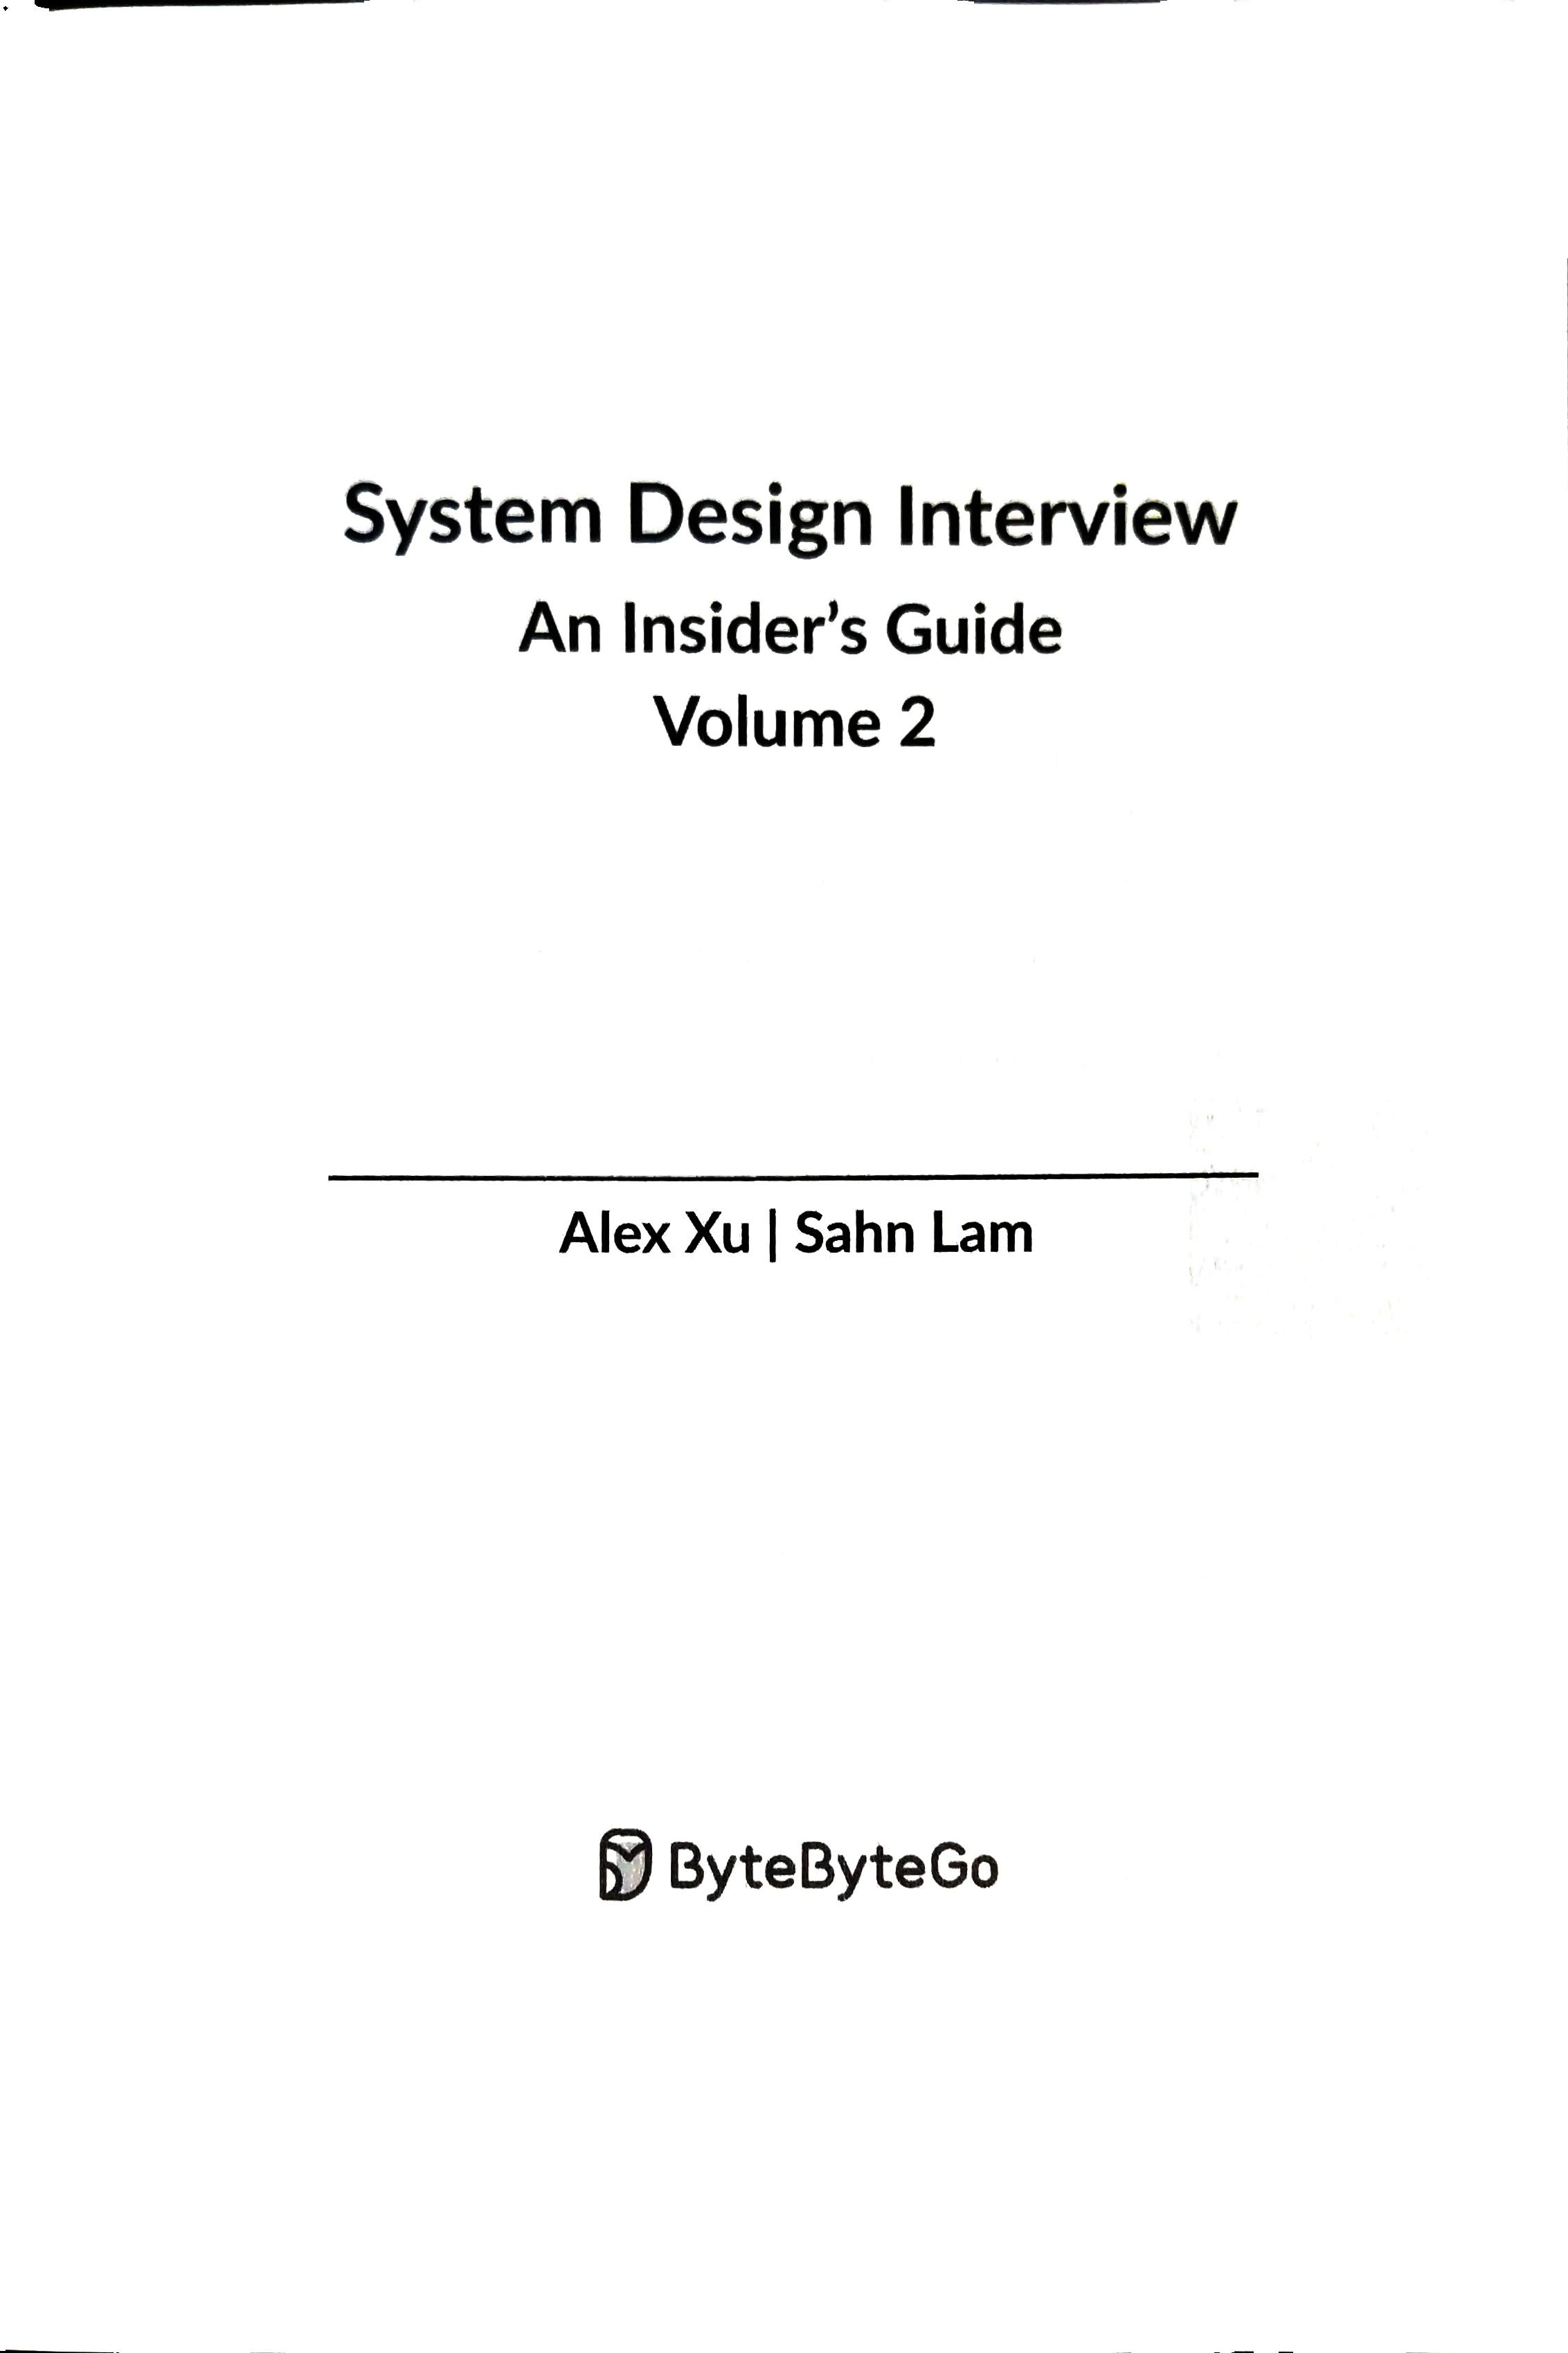 System Design Interview
An Insider's Guide
Volume 2
Alex Xu | Sahn Lam
ByteByteGo